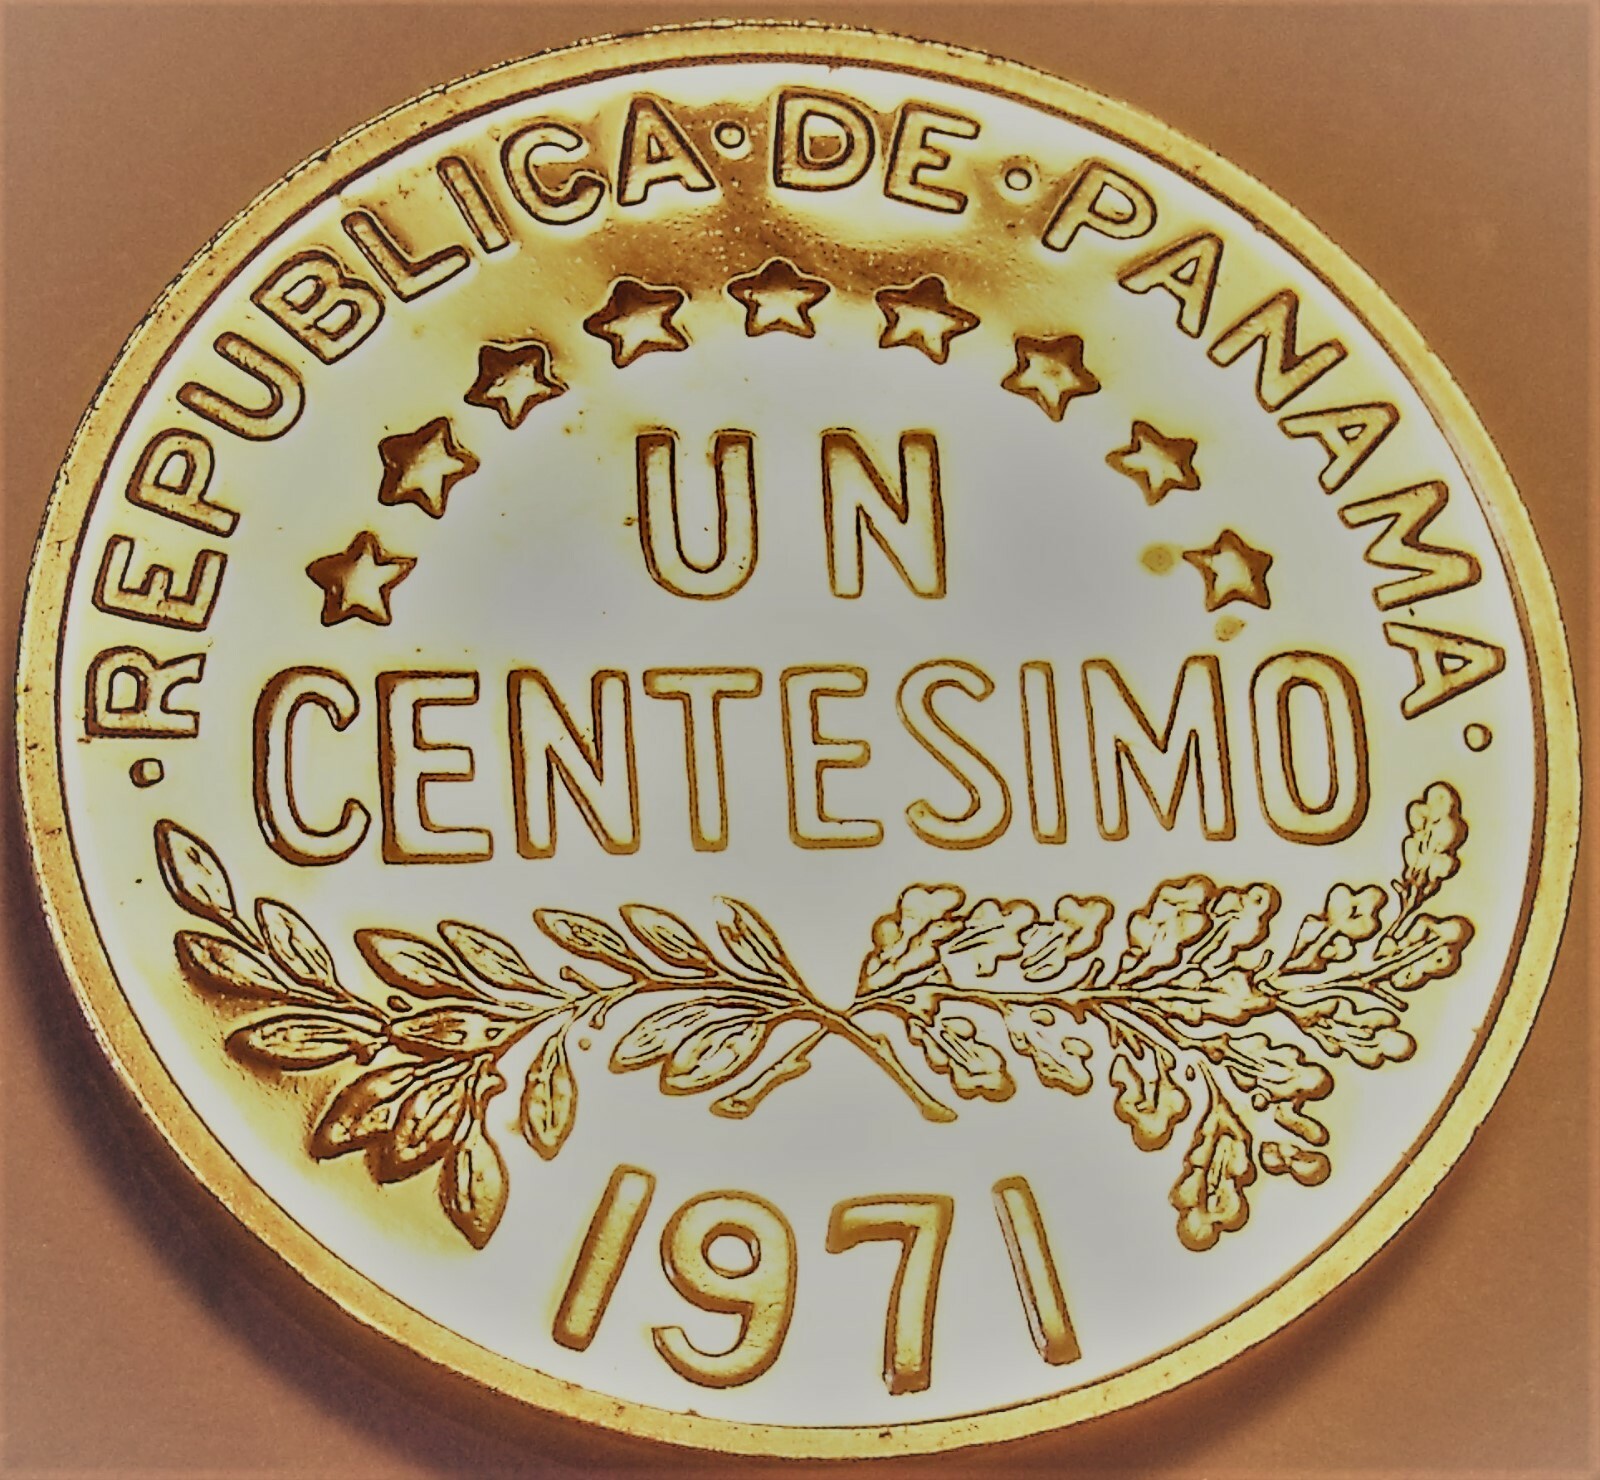 ·REPUBLICA·DE·PANAMA·
UN
CENTESIMO
1971